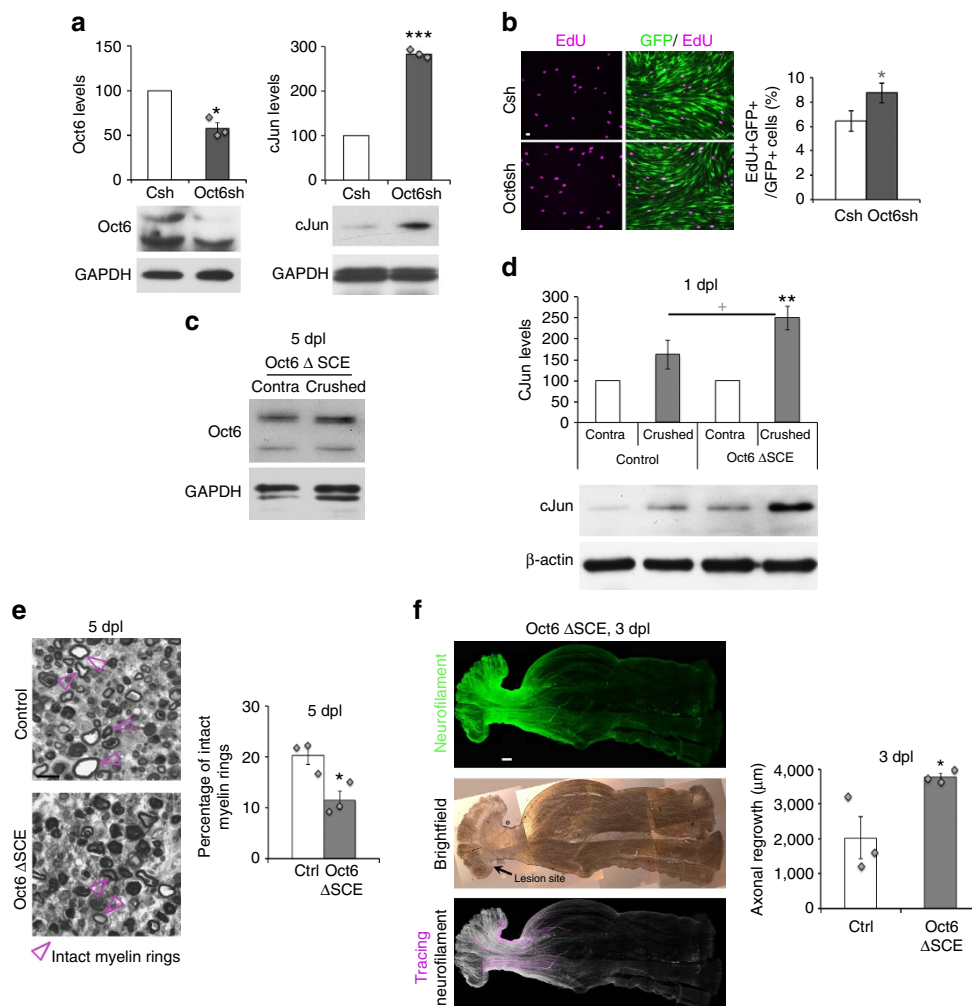 a
Oct6 levels
150
100
50
0
*
Csh Oct6sh
cJun levels
300
200
100
0
***
Csh Oct6sh
Oct6
GAPDH
cJun
GAPDH
b
EdU
GFP/ EdU
Csh
Oct6sh
EdU+GFP+
/GFP+ cells (%)
10
8
6
4
2
0
*
Csh Oct6sh
c
5 dpl
Oct6 Δ SCE
Contra Crushed
Oct6
GAPDH
d
1 dpl
CJun levels
300
250
200
150
100
50
0
+
**
Contra Crushed Contra Crushed
Control Oct6 ΔSCE
cJun
β-actin
e
5 dpl
Control
Oct6 ΔSCE
Intact myelin rings
5 dpl
Percentage of intact
myelin rings
30
20
10
0
*
Ctrl Oct6
ΔSCE
f
Oct6 ΔSCE, 3 dpl
Neurofilament
Brightfield
Lesion site
Tracing
neurofilament
3 dpl
Axonal regrowth (μm)
4,000
3,000
2,000
1,000
0
*
Ctrl Oct6
ΔSCE